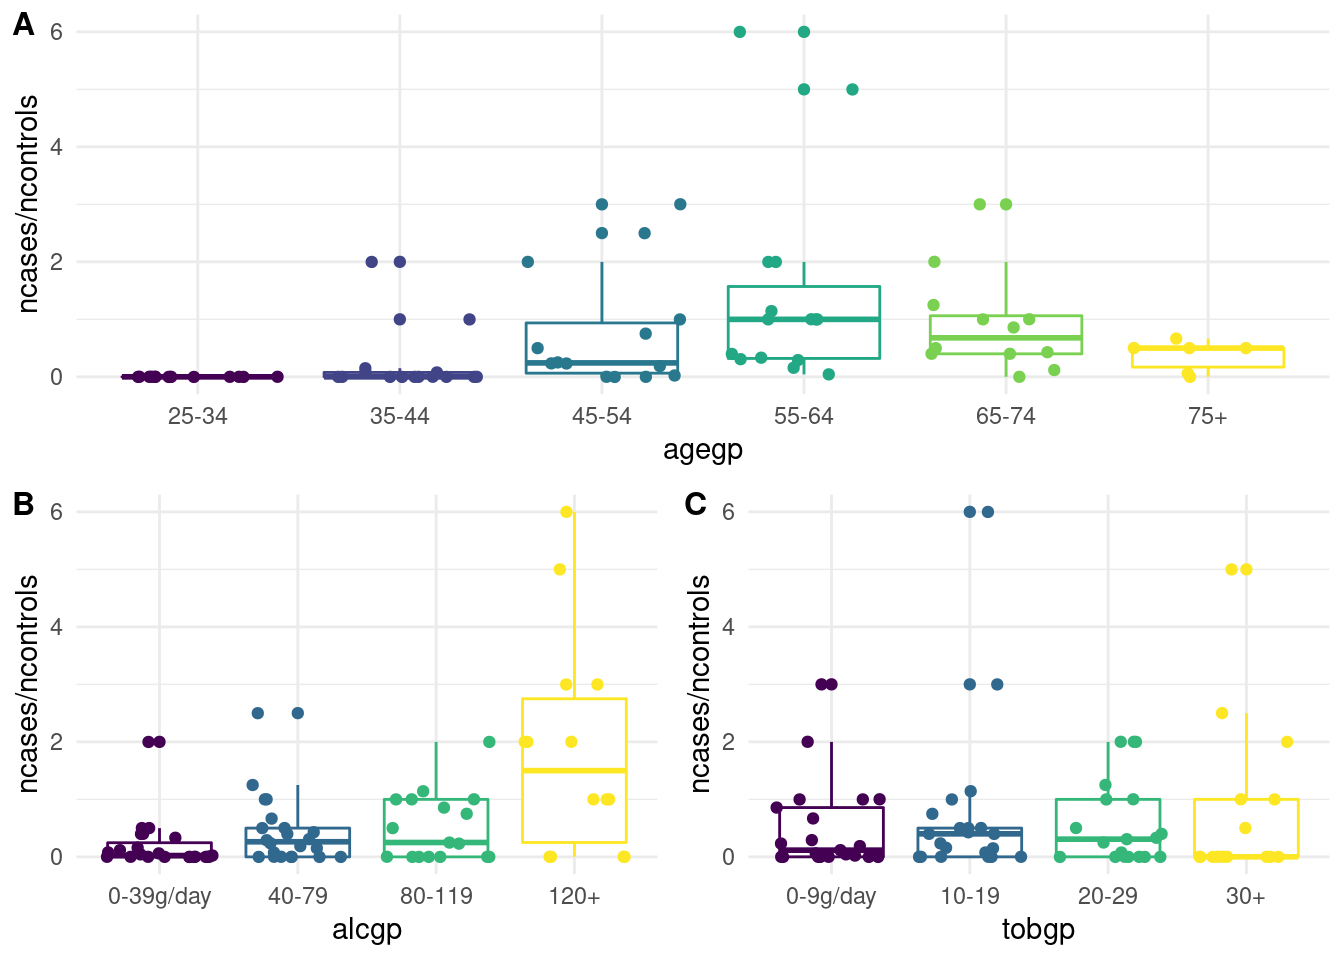 A
6
4
2
0
ncases/ncontrols
25-34 35-44 45-54 55-64 65-74 75+
agegp
B
6
4
2
0
ncases/ncontrols
0-39g/day 40-79 80-119 120+
alcgp
C
6
4
2
0
ncases/ncontrols
0-9g/day 10-19 20-29 30+
tobgp